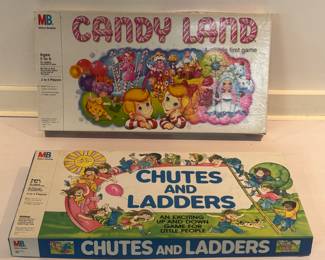 MB
CANDY LAND
first game
Ages
MB
CHUTES
AND
LADDERS
AN EXCITING
UP AND DOWN
GAME FOR
LITTLE PEOPLE
MB
CHUTES AND LADDERS